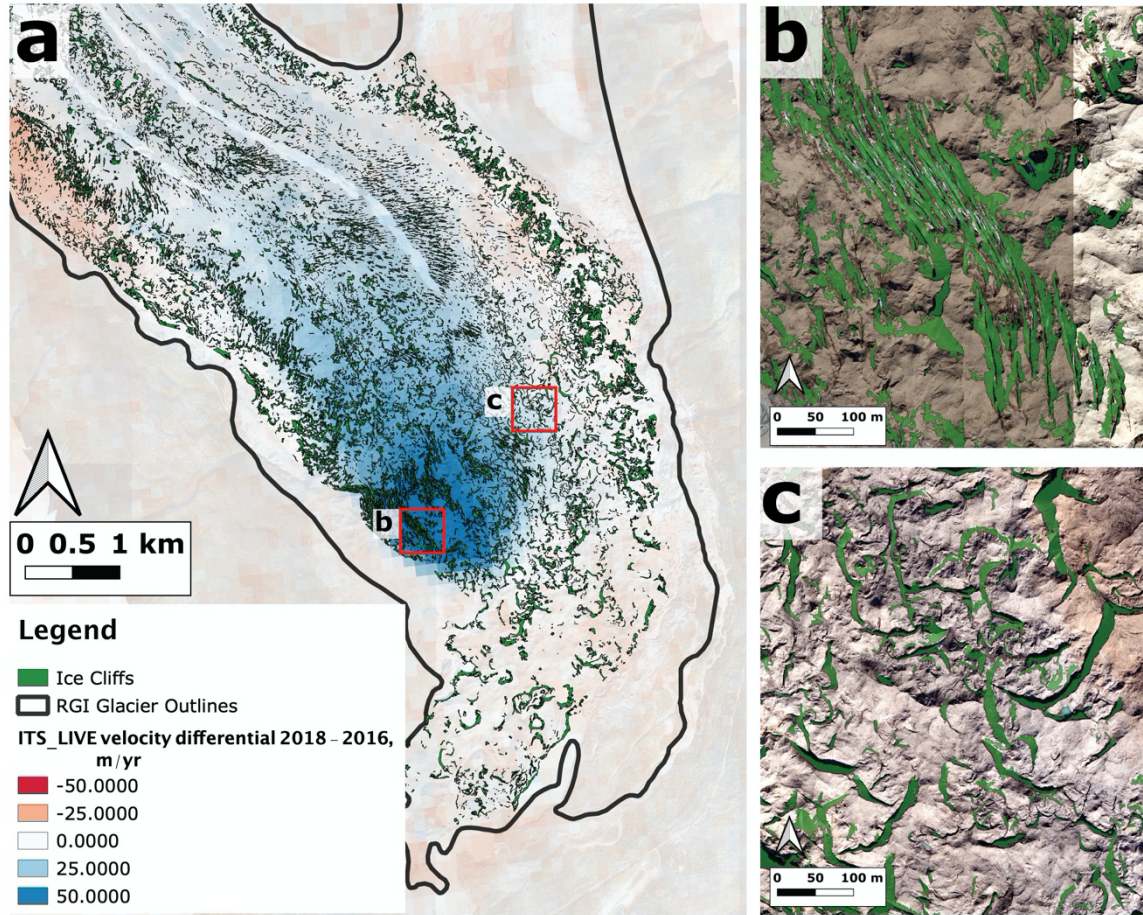 a
c
b
0 0.5 1 km
Legend
Ice Cliffs
RGI Glacier Outlines
ITS_LIVE velocity differential 2018 – 2016,
m/yr
-50.0000
-25.0000
0.0000
25.0000
50.0000
b
0 50 100 m
c
0 50 100 m